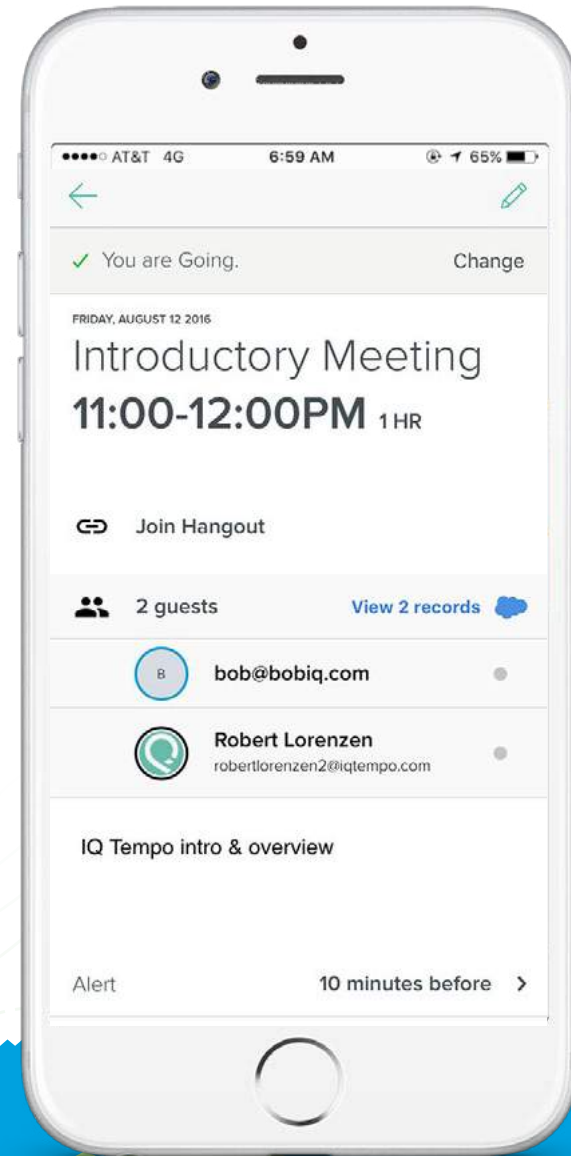 AT&T 4G 6:59 AM 65%
You are Going. Change
FRIDAY, AUGUST 12 2016
Introductory Meeting
11:00-12:00PM 1 HR
Join Hangout
2 guests View 2 records
B bob@bobiq.com
Robert Lorenzen
robertlorenzen2@iqtempo.com
IQ Tempo intro & overview
Alert 10 minutes before >